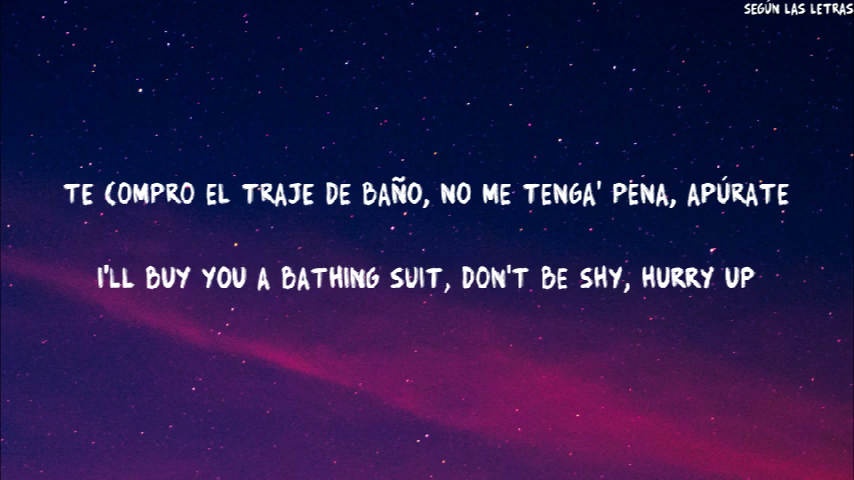 SEGÚN LAS LETRAS
TE COMPRO EL TRAJE DE BAÑO, NO ME TENGA' PENA, APÚRATE
I'LL BUY YOU A BATHING SUIT, DON'T BE SHY, HURRY UP